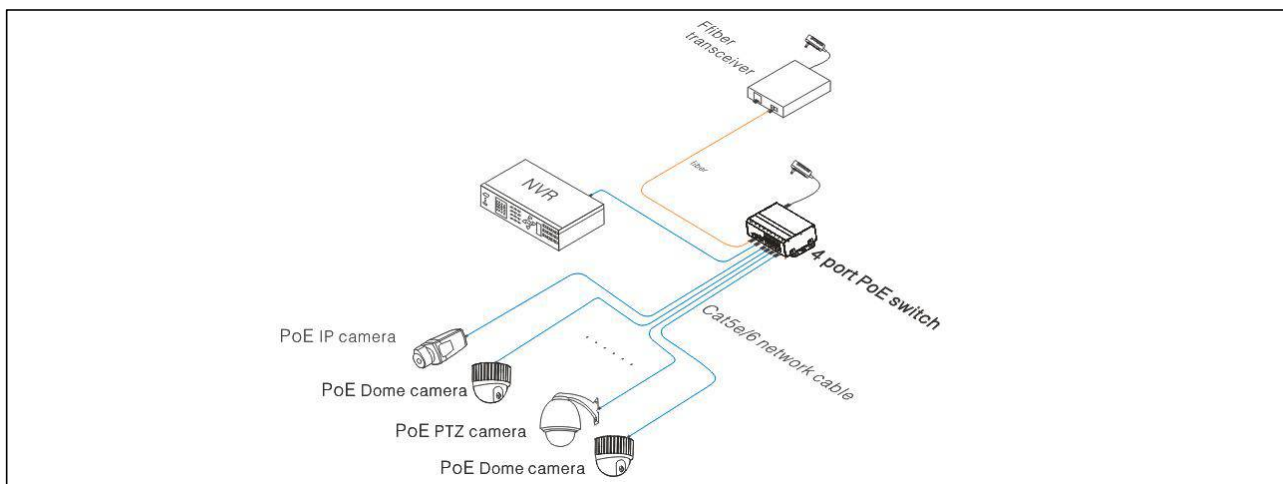 Ffiber
transceiver
fiber
NVR
4 port PoE switch
Cat5e/6 network cable
PoE IP camera
PoE Dome camera
PoE PTZ camera
PoE Dome camera